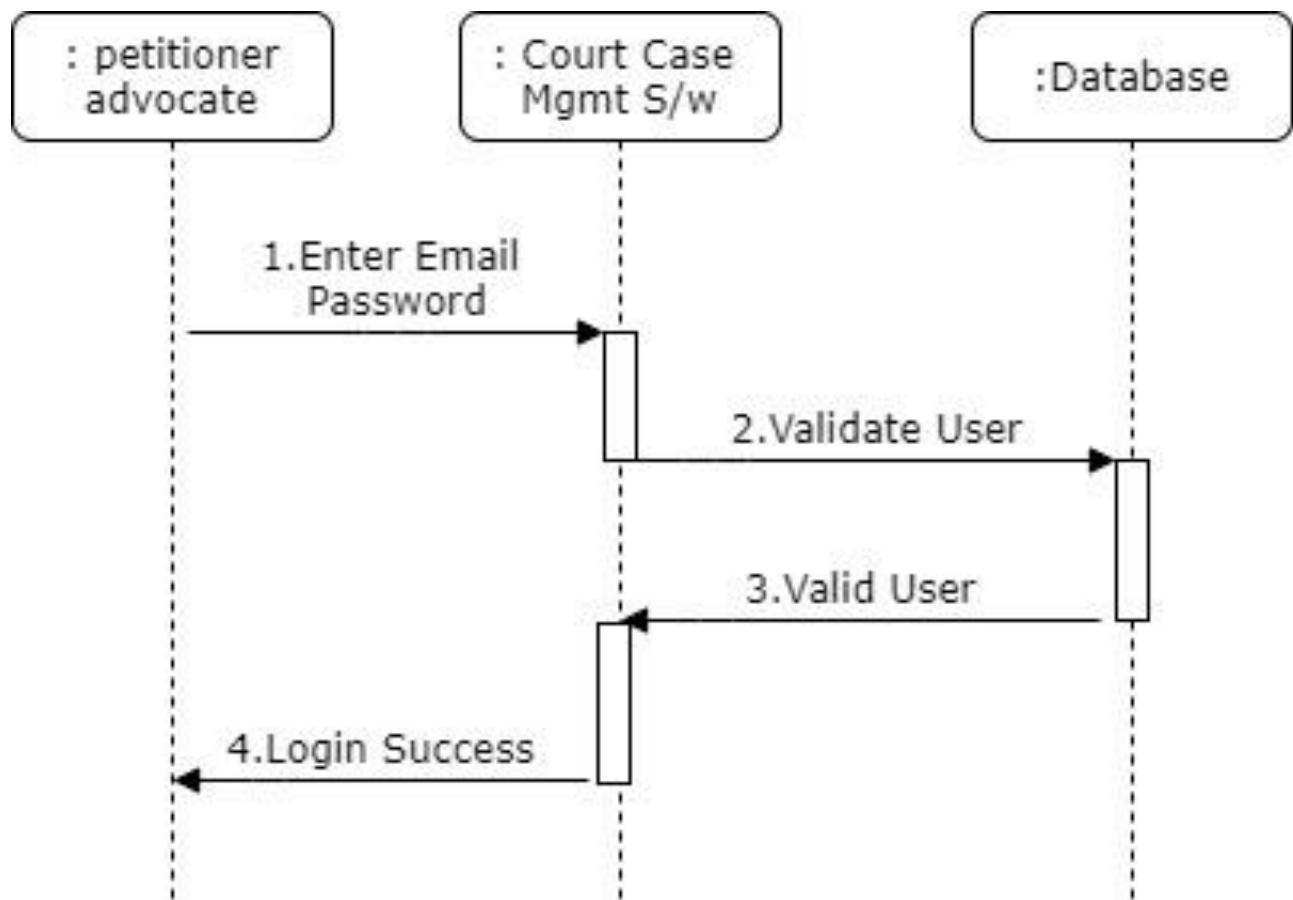 : petitioner
advocate
: Court Case
Mgmt S/w
:Database
1.Enter Email
Password
2.Validate User
3.Valid User
4.Login Success